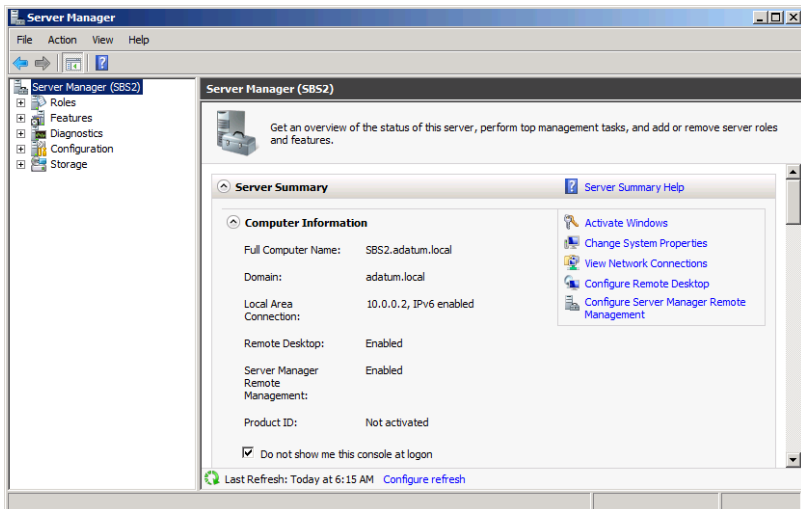 Server Manager
File Action View Help
Server Manager (SBS2)
Roles
Features
Diagnostics
Configuration
Storage
Server Manager (SBS2)
Get an overview of the status of this server, perform top management tasks, and add or remove server roles
and features.
Server Summary
Server Summary Help
Computer Information
Full Computer Name: SBS2.adatum.local
Domain: adatum.local
Local Area
Connection:
10.0.0.2, IPv6 enabled
Remote Desktop: Enabled
Server Manager
Remote
Management:
Enabled
Product ID: Not activated
Do not show me this console at logon
Activate Windows
Change System Properties
View Network Connections
Configure Remote Desktop
Configure Server Manager Remote
Management
Last Refresh: Today at 6:15 AM Configure refresh